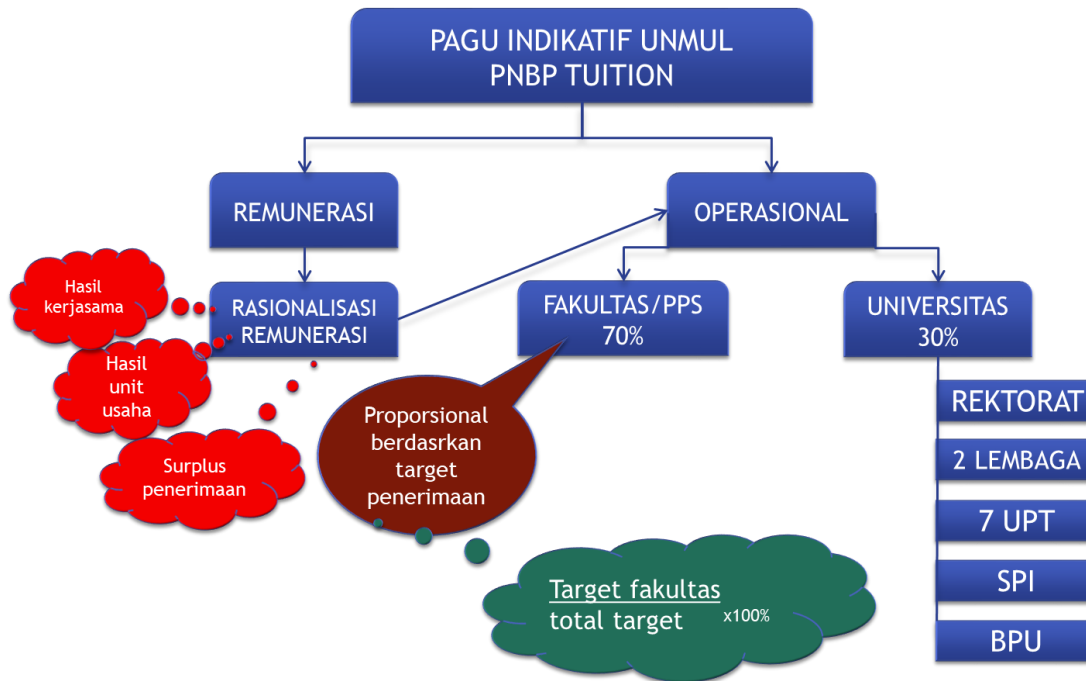 PAGU INDIKATIF UNMUL
PNBP TUITION
REMUNERASI
OPERASIONAL
Hasil
kerjasama
RASIONALISASI
REMUNERASI
FAKULTAS/PPS
70%
UNIVERSITAS
30%
Hasil
unit
usaha
Surplus
penerimaan
Proporsional
berdasrkan
target
penerimaan
REKTORAT
2 LEMBAGA
7 UPT
SPI
BPU
Target fakultas
total target x100%